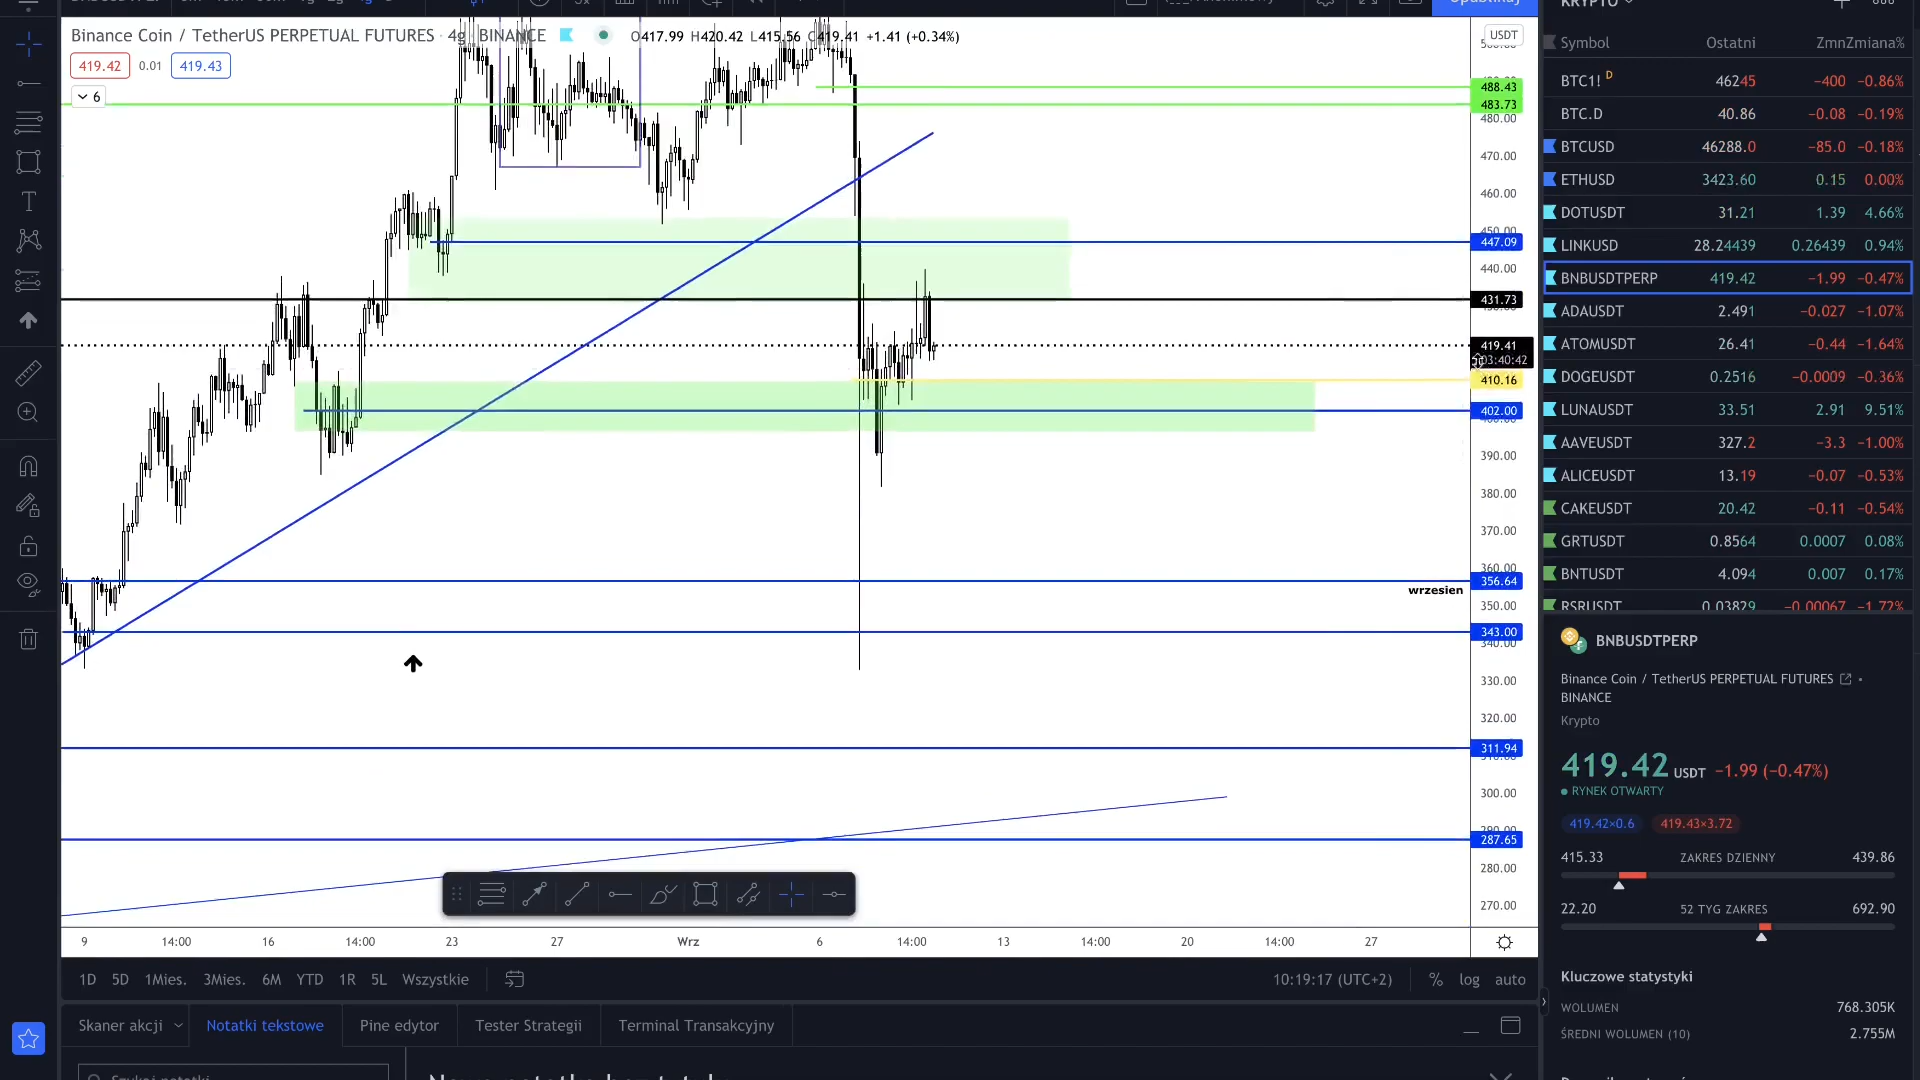 Binance Coin / TetherUS PERPETUAL FUTURES · 4g · BINANCE O417.99 H420.42 L415.56 C419.41 +1.41 (+0.34%)
419.42 0.01 419.43
6
USDT
488.43
483.73
480.00
470.00
460.00
447.09
440.00
431.73
419.41
03:40:42
410.16
402.00
390.00
380.00
370.00
360.00
356.64
wrzesien
350.00
343.00
330.00
320.00
311.94
300.00
287.65
280.00
270.00
9 14:00 16 14:00 23 27 Wrz 6 14:00 13 14:00 20 14:00 27
1D 5D 1Mies. 3Mies. 6M YTD 1R 5L Wszystkie 10:19:17 (UTC+2) % log auto
Skaner akcji Notatki tekstowe Pine edytor Tester Strategii Terminal Transakcyjny
KRYPTO
Symbol Ostatni ZmnZmiana%
BTC1! D 46245 −400 −0.86%
BTC.D 40.86 −0.08 −0.19%
BTCUSD 46288.0 −85.0 −0.18%
ETHUSD 3423.60 0.15 0.00%
DOTUSDT 31.21 1.39 4.66%
LINKUSD 28.24439 0.26439 0.94%
BNBUSDTPERP 419.42 −1.99 −0.47%
ADAUSDT 2.491 −0.027 −1.07%
ATOMUSDT 26.41 −0.44 −1.64%
DOGEUSDT 0.2516 −0.0009 −0.36%
LUNAUSDT 33.51 2.91 9.51%
AAVEUSDT 327.2 −3.3 −1.00%
ALICEUSDT 13.19 −0.07 −0.53%
CAKEUSDT 20.42 −0.11 −0.54%
GRTUSDT 0.8564 0.0007 0.08%
BNTUSDT 4.094 0.007 0.17%
RSRUSDT 0.03829 −0.00067 −1.72%
BNBUSDTPERP
Binance Coin / TetherUS PERPETUAL FUTURES •
BINANCE
Krypto
419.42 USDT −1.99 (−0.47%)
RYNEK OTWARTY
419.42×0.6 419.43×3.72
415.33 ZAKRES DZIENNY 439.86
22.20 52 TYG ZAKRES 692.90
Kluczowe statystyki
WOLUMEN 768.305K
ŚREDNI WOLUMEN (10) 2.755M